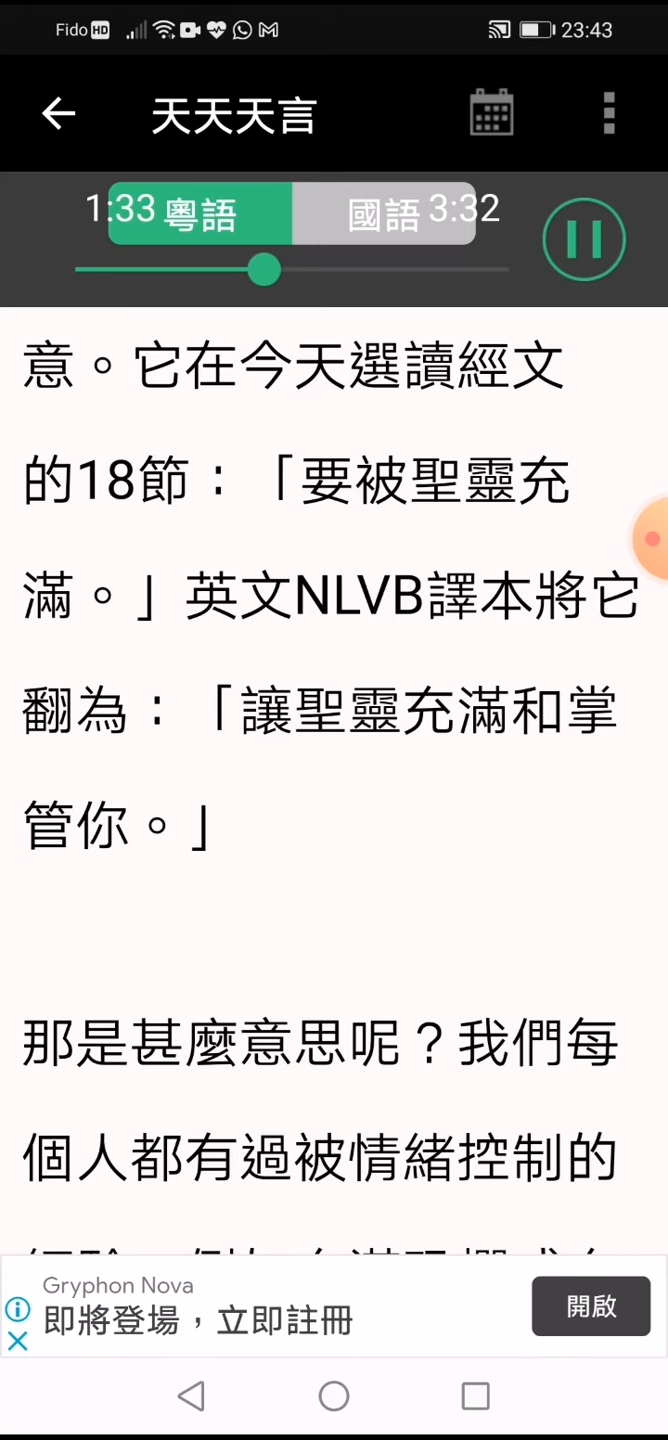 Fido HD 23:43
天天天言
1:33 粵語 國語 3:32
意。它在今天選讀經文
的18節：「要被聖靈充
滿。」英文NLVB譯本將它
翻為：「讓聖靈充滿和掌
管你。」
那是甚麼意思呢？我們每
個人都有過被情緒控制的
Gryphon Nova
即將登場，立即註冊
開啟